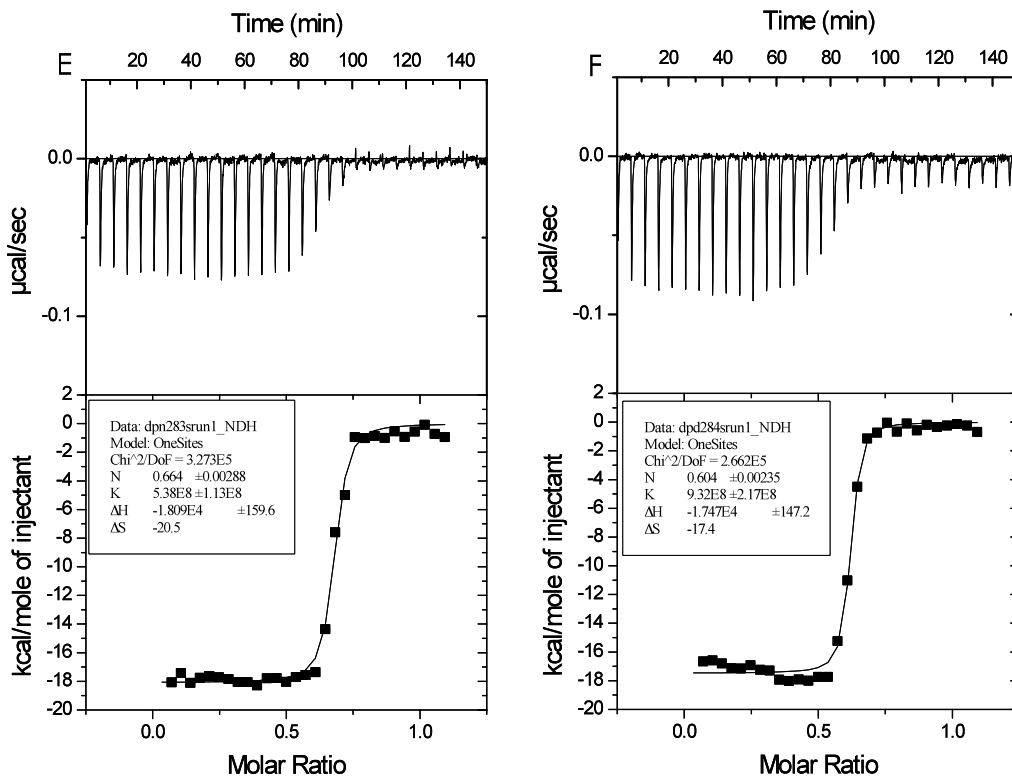 Time (min)
E 0 20 40 60 80 100 120 140
0.0
-0.1
µcal/sec
2
0
-2
-4
-6
-8
-10
-12
-14
-16
-18
-20
kcal/mole of injectant
Data: dpn283srun1_NDH
Model: OneSites
Chi^2/DoF = 3.273E5
N 0.664 ±0.00288
K 5.38E8 ±1.13E8
ΔH -1.809E4 ±159.6
ΔS -20.5
0.0 0.5 1.0
Molar Ratio
Time (min)
F 20 40 60 80 100 120 140
0.0
-0.1
µcal/sec
2
0
-2
-4
-6
-8
-10
-12
-14
-16
-18
-20
kcal/mole of injectant
Data: dpd284srun1_NDH
Model: OneSites
Chi^2/DoF = 2.662E5
N 0.604 ±0.00235
K 9.32E8 ±2.17E8
ΔH -1.747E4 ±147.2
ΔS -17.4
0.0 0.5 1.0
Molar Ratio